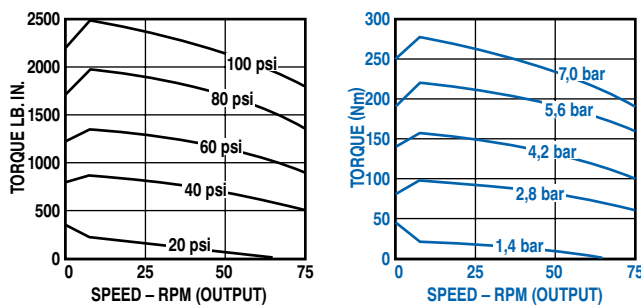 TORQUE LB. IN.
2500
2000
1500
1000
500
0
0 25 50 75
100 psi
80 psi
60 psi
40 psi
20 psi
SPEED – RPM (OUTPUT)
TORQUE (Nm)
300
250
200
150
100
50
0
0 25 50 75
7,0 bar
5,6 bar
4,2 bar
2,8 bar
1,4 bar
SPEED – RPM (OUTPUT)